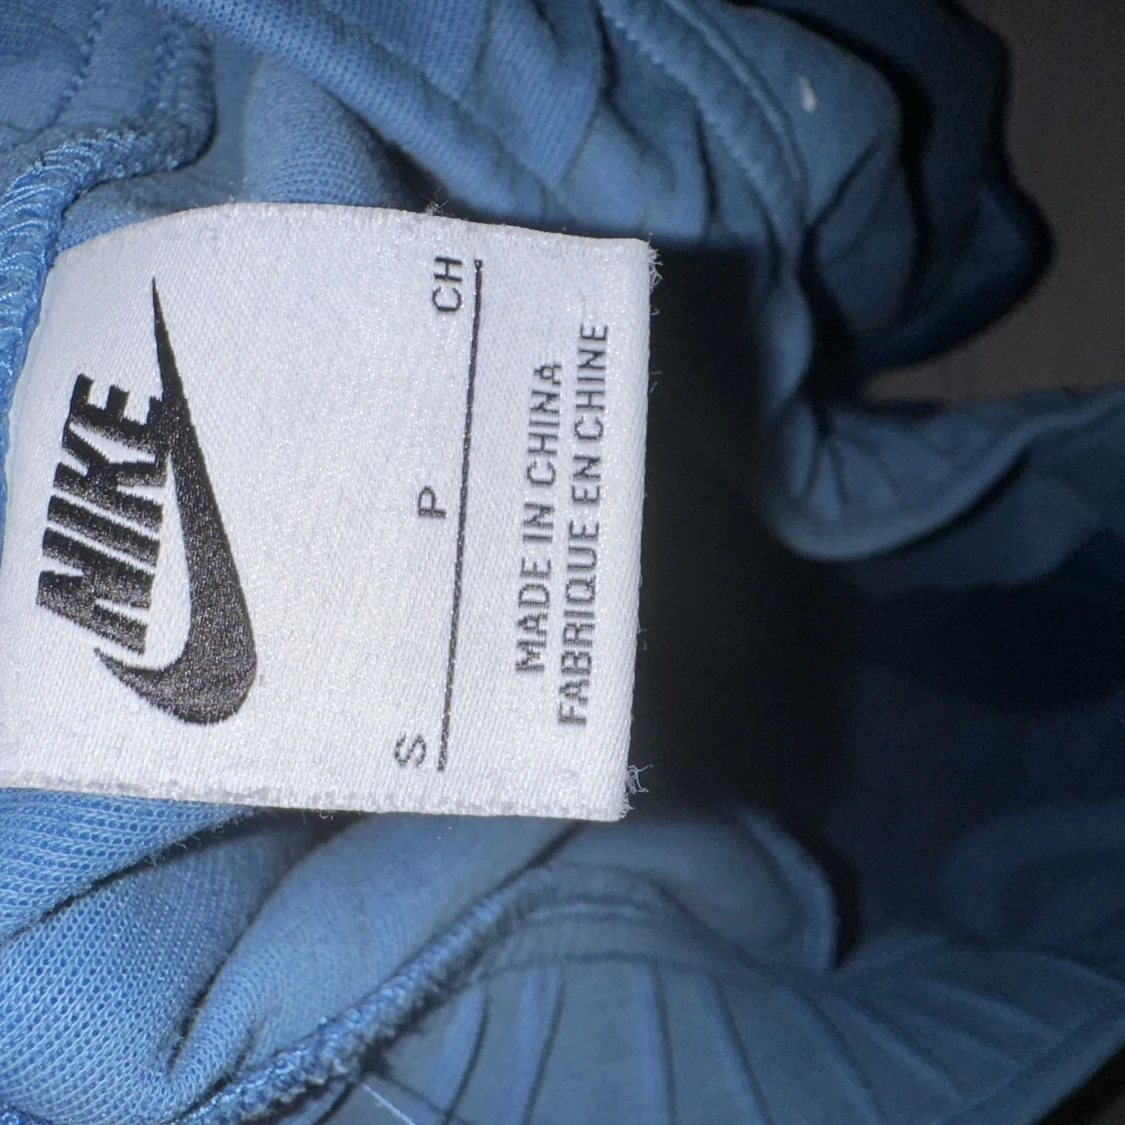 NIKE
S P CH
MADE IN CHINA
FABRIQUE EN CHINE